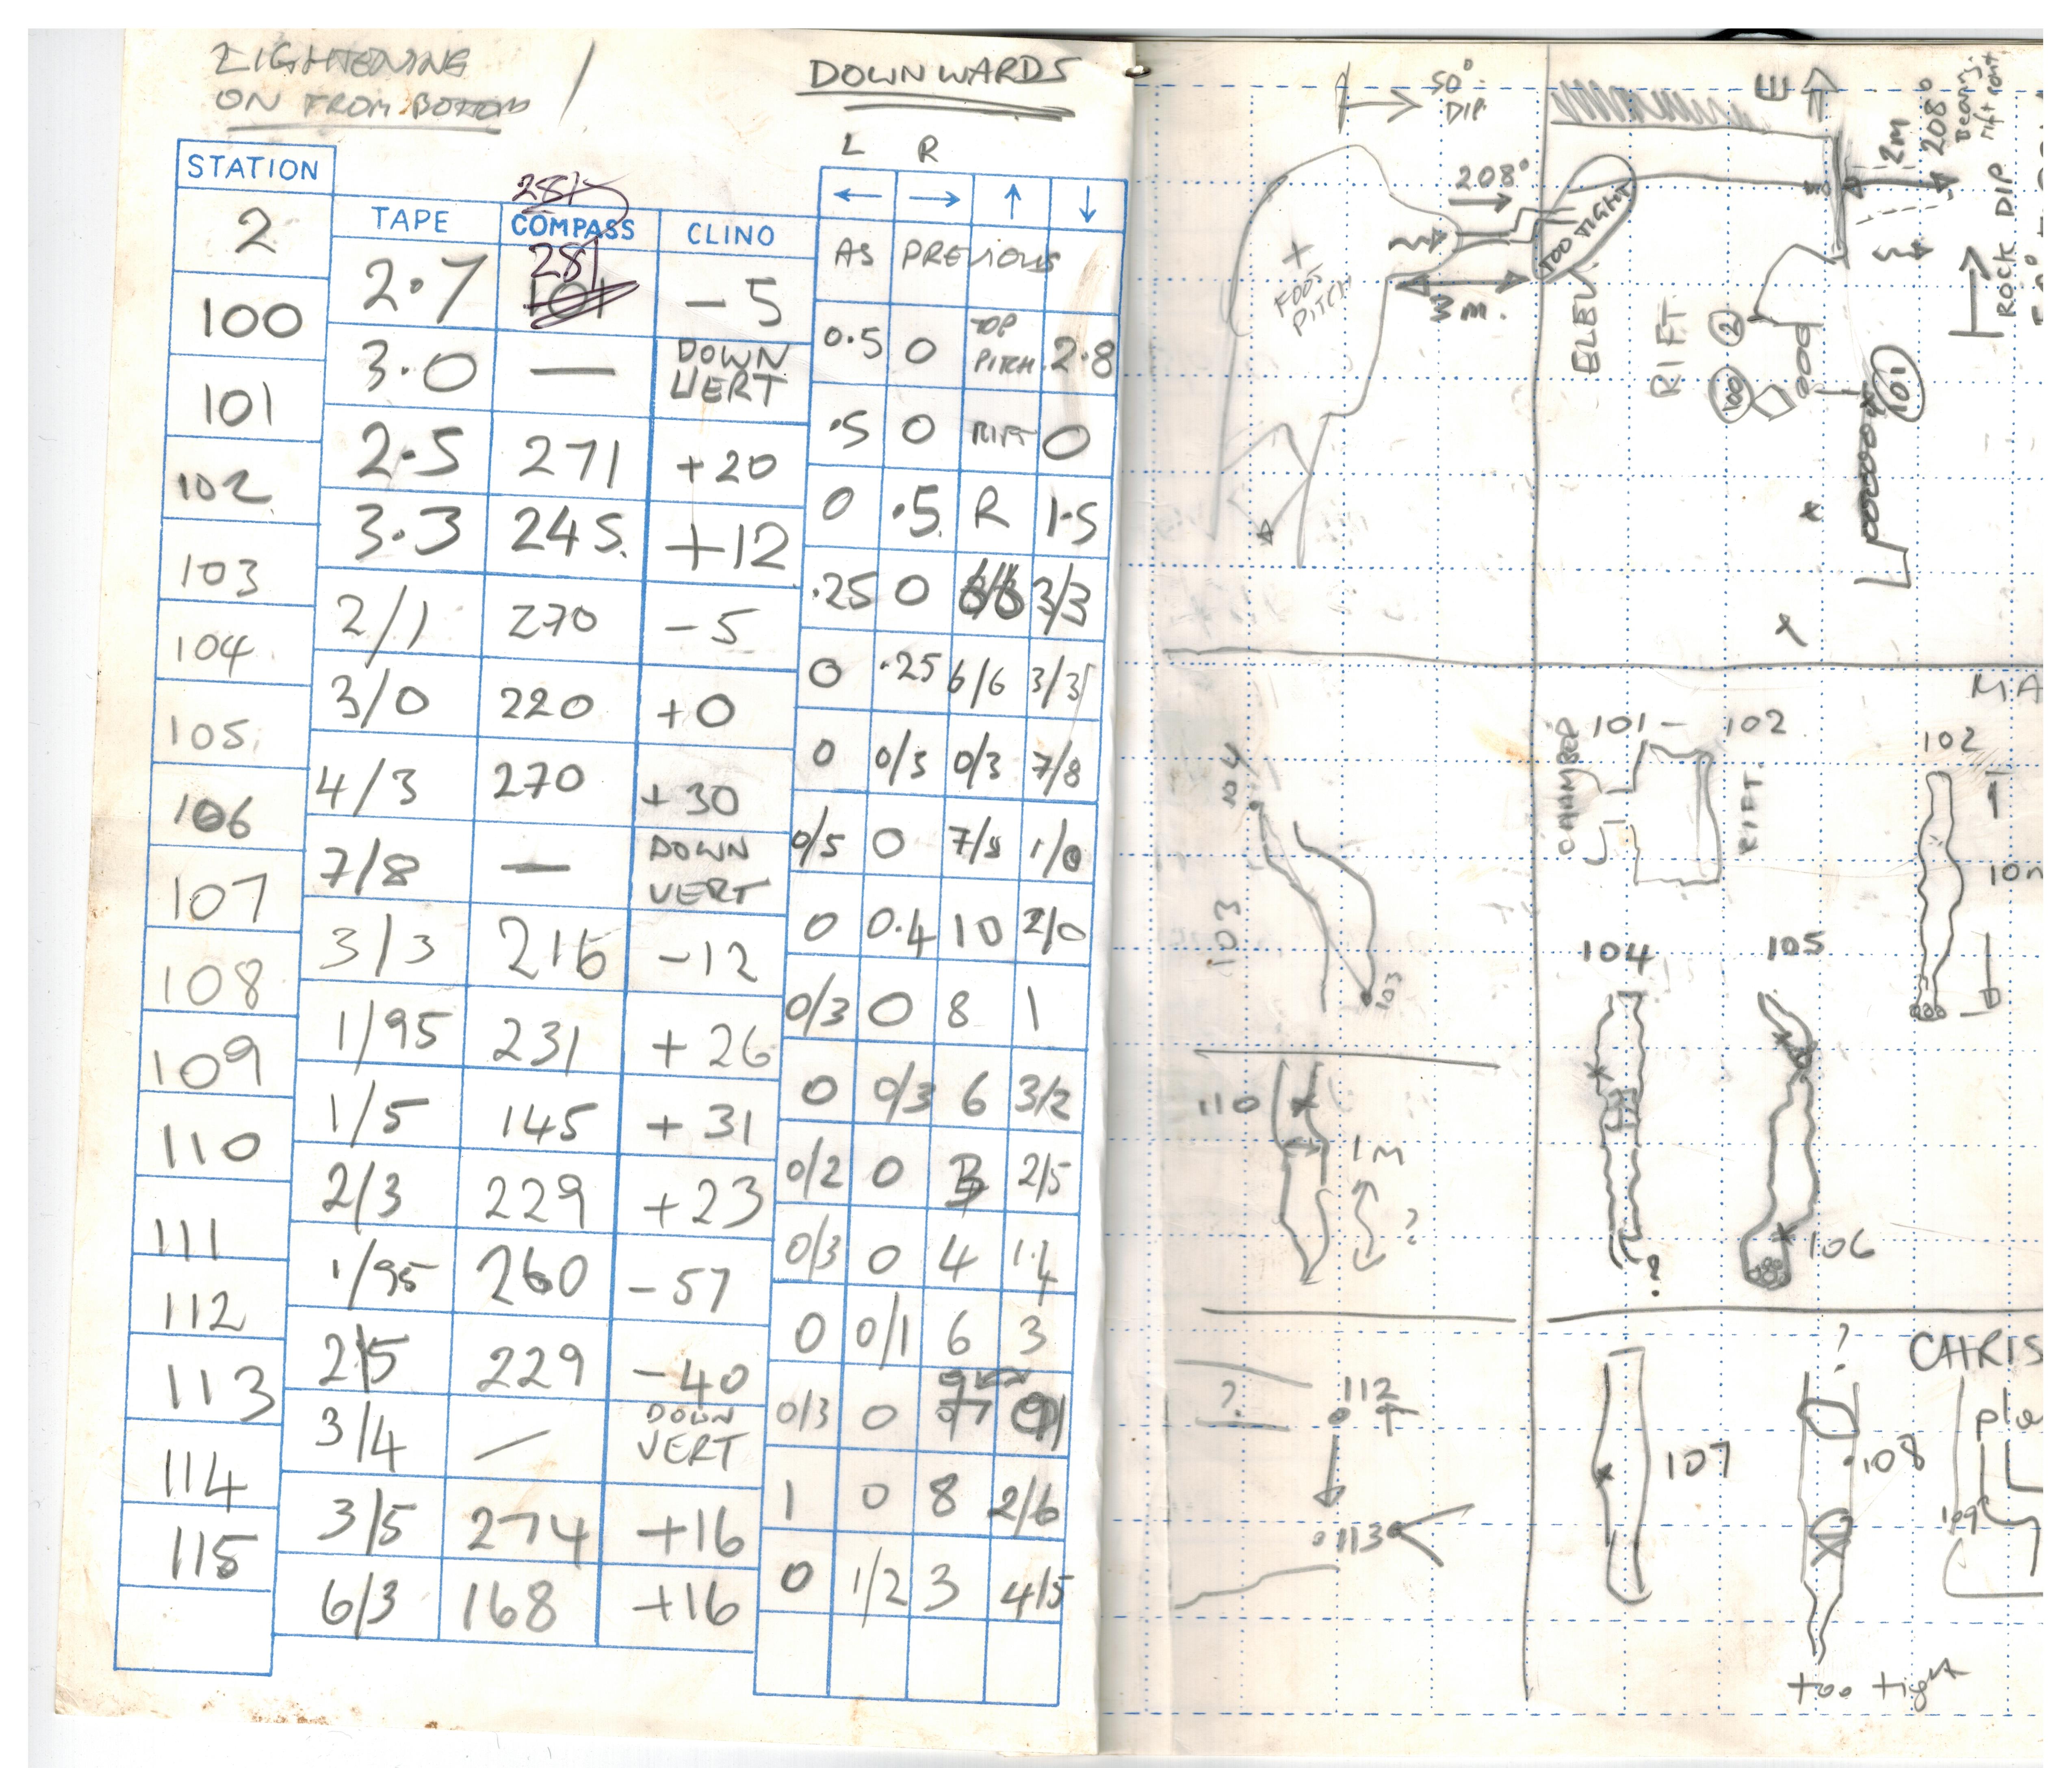 LIGHTENING /
ON FROM BOTTOM
DOWNWARDS
L R
STATION TAPE COMPASS CLINO ← → ↑ ↓
2
2.7 281 - 5 AS PREVIOUS
100
3.0 — DOWN VERT 0.5 0 TOP PITCH 2.8
101
2.5 271 +20 .5 0 RIFT 0
102
3.3 245. +12 0 .5 R 1.5
103
2/1 270 - 5 .25 0 3/3
104
3/0 220 +0 0 .25 6/6 3/3
105
4/3 270 +30 0 0/3 0/3 7/8
106
7/8 — DOWN VERT 0/5 0 7/8 1/0
107
3/3 216 -12 0 0.4 10 2/0
108
1/95 231 +26 0/3 0 8 1
109
1/5 145 +31 0 0/3 6 3/2
110
2/3 229 +23 0/2 0 3 2/5
111
1/95 260 -57 0/3 0 4 1.4
112
2/5 229 -40 0 0/1 6 3
113
3/4 — DOWN VERT 0/3 0
114
3/5 274 +16 1 0 8 2/6
115
6/3 168 +16 0 1/2 3 4/5
50°
DIP
208°
TOO TIGHT
FOOT
PITCH
3m.
ELEV.
RIFT
E
2M
208°
Bearing
rift cont
ROCK DIP
2
100
101
MA
104
103
103
CHAMBER
101 - 102
RIFT.
102
10m
104
105
106
?
110
1M
?
?
112
113
107
?
108
too tight
CHRIS
109